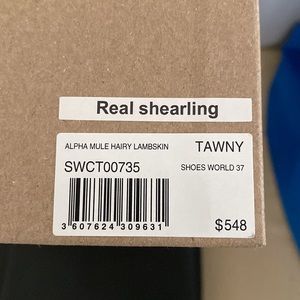 Real shearling
ALPHA MULE HAIRY LAMBSKIN TAWNY
SWCT00735 SHOES WORLD 37
3 607624 309631 $548